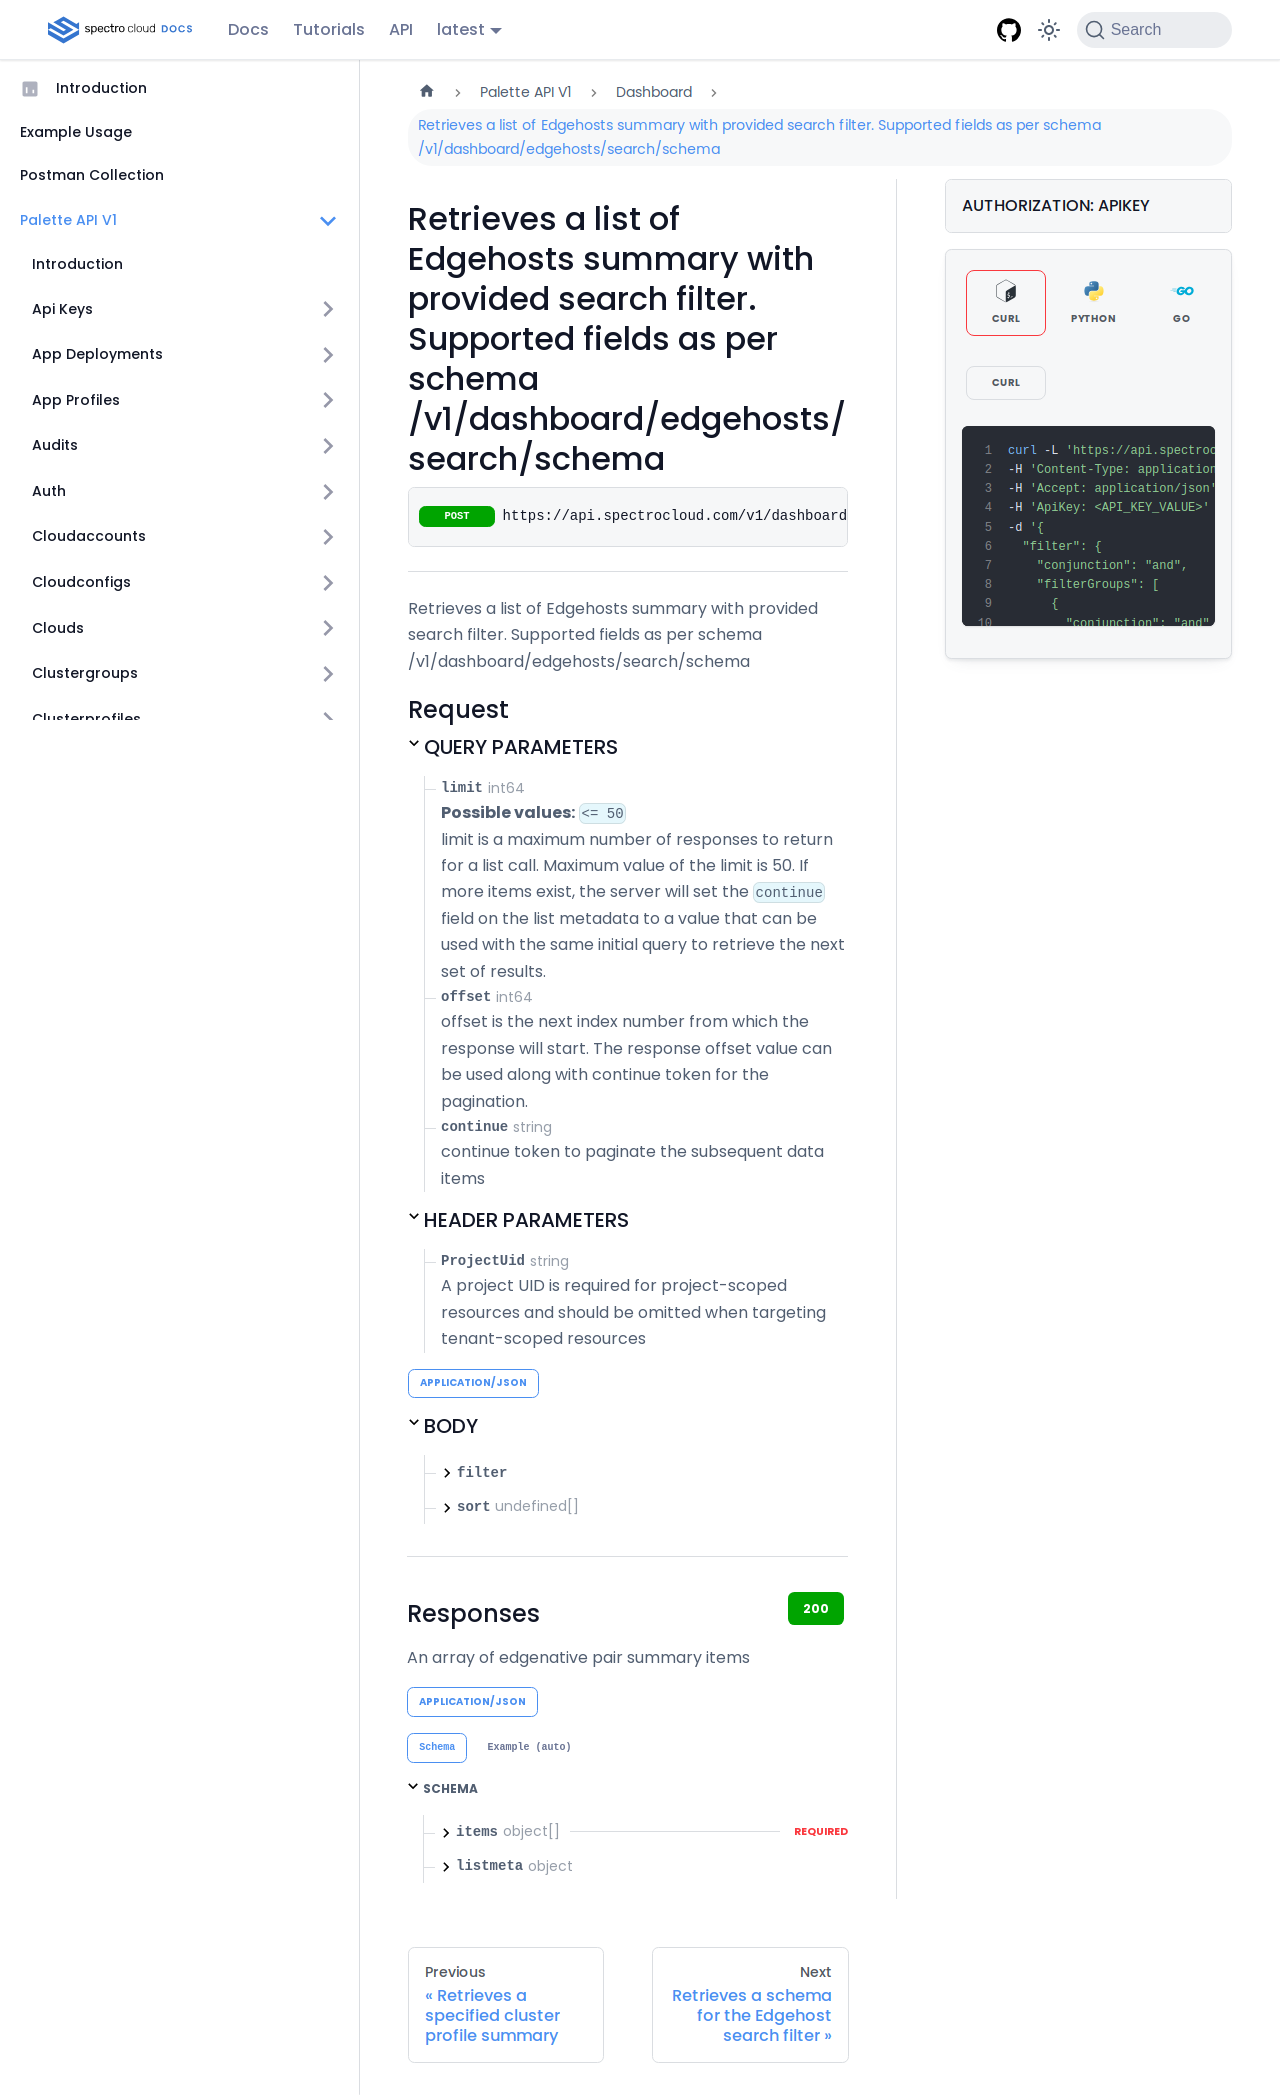 spectro cloud DOCS
Docs
Tutorials
API
latest
Search
Introduction
Example Usage
Postman Collection
Palette API V1
Introduction
Api Keys
App Deployments
App Profiles
Audits
Auth
Cloudaccounts
Cloudconfigs
Clouds
Clustergroups
Clusterprofiles
Palette API V1
Dashboard
Retrieves a list of Edgehosts summary with provided search filter. Supported fields as per schema
/v1/dashboard/edgehosts/search/schema
Retrieves a list of
Edgehosts summary with
provided search filter.
Supported fields as per
schema
/v1/dashboard/edgehosts/
search/schema
POST https://api.spectrocloud.com/v1/dashboard
Retrieves a list of Edgehosts summary with provided
search filter. Supported fields as per schema
/v1/dashboard/edgehosts/search/schema
Request
QUERY PARAMETERS
limit int64
Possible values: <= 50
limit is a maximum number of responses to return
for a list call. Maximum value of the limit is 50. If
more items exist, the server will set the continue
field on the list metadata to a value that can be
used with the same initial query to retrieve the next
set of results.
offset int64
offset is the next index number from which the
response will start. The response offset value can
be used along with continue token for the
pagination.
continue string
continue token to paginate the subsequent data
items
HEADER PARAMETERS
ProjectUid string
A project UID is required for project-scoped
resources and should be omitted when targeting
tenant-scoped resources
APPLICATION/JSON
BODY
filter
sort undefined[]
Responses
200
An array of edgenative pair summary items
APPLICATION/JSON
Schema
Example (auto)
SCHEMA
items object[]
REQUIRED
listmeta object
Previous
« Retrieves a
specified cluster
profile summary
Next
Retrieves a schema
for the Edgehost
search filter »
AUTHORIZATION: APIKEY
CURL
PYTHON
GO
CURL
1 curl -L 'https://api.spectroc
2 -H 'Content-Type: application
3 -H 'Accept: application/json'
4 -H 'ApiKey: <API_KEY_VALUE>'
5 -d '{
6 "filter": {
7 "conjunction": "and",
8 "filterGroups": [
9 {
10 "conjunction": "and"